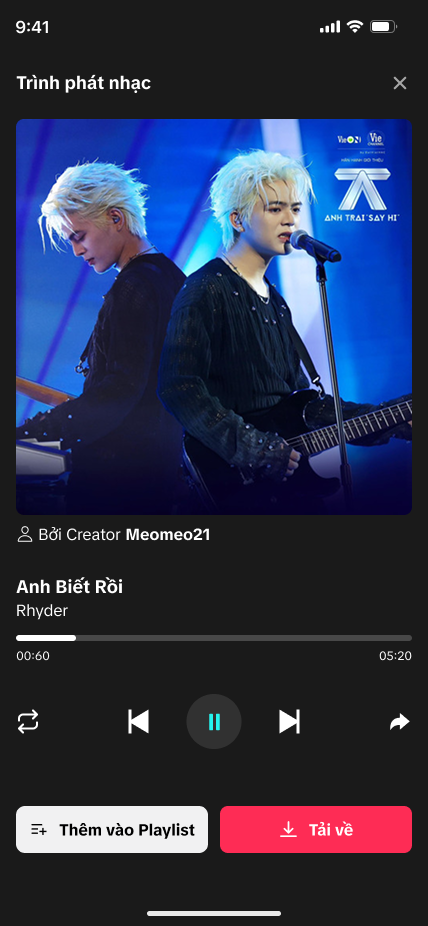 9:41
Trình phát nhạc
VieON
Vie
CHANNEL
HÂN HẠNH GIỚI THIỆU
ANH TRAI "SAY HI"
Bởi Creator Meomeo21
Anh Biết Rồi
Rhyder
00:60
05:20
Thêm vào Playlist
Tải về